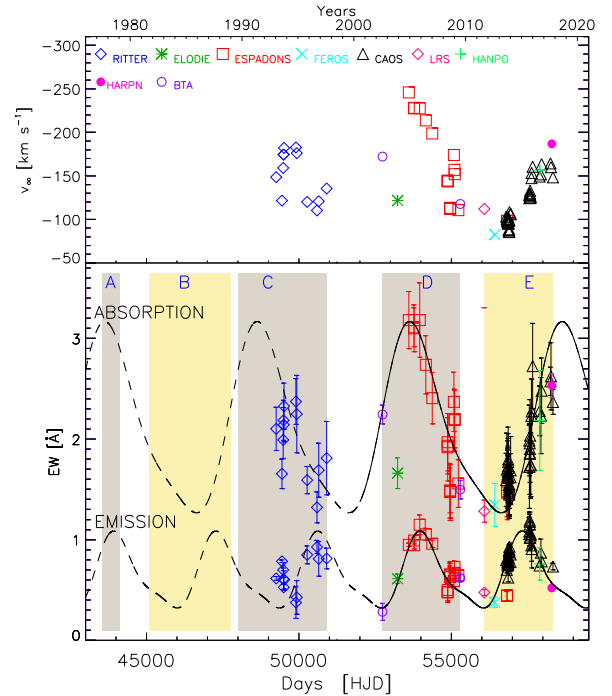 Years
1980 1990 2000 2010 2020
−300
−250
−200
−150
−100
−50
v∞ [km s⁻¹]
RITTER ELODIE ESPADONS FEROS CAOS LRS HANPO
HARPN BTA
A B C D E
ABSORPTION
EMISSION
3
2
1
0
EW [Å]
45000 50000 55000
Days [HJD]